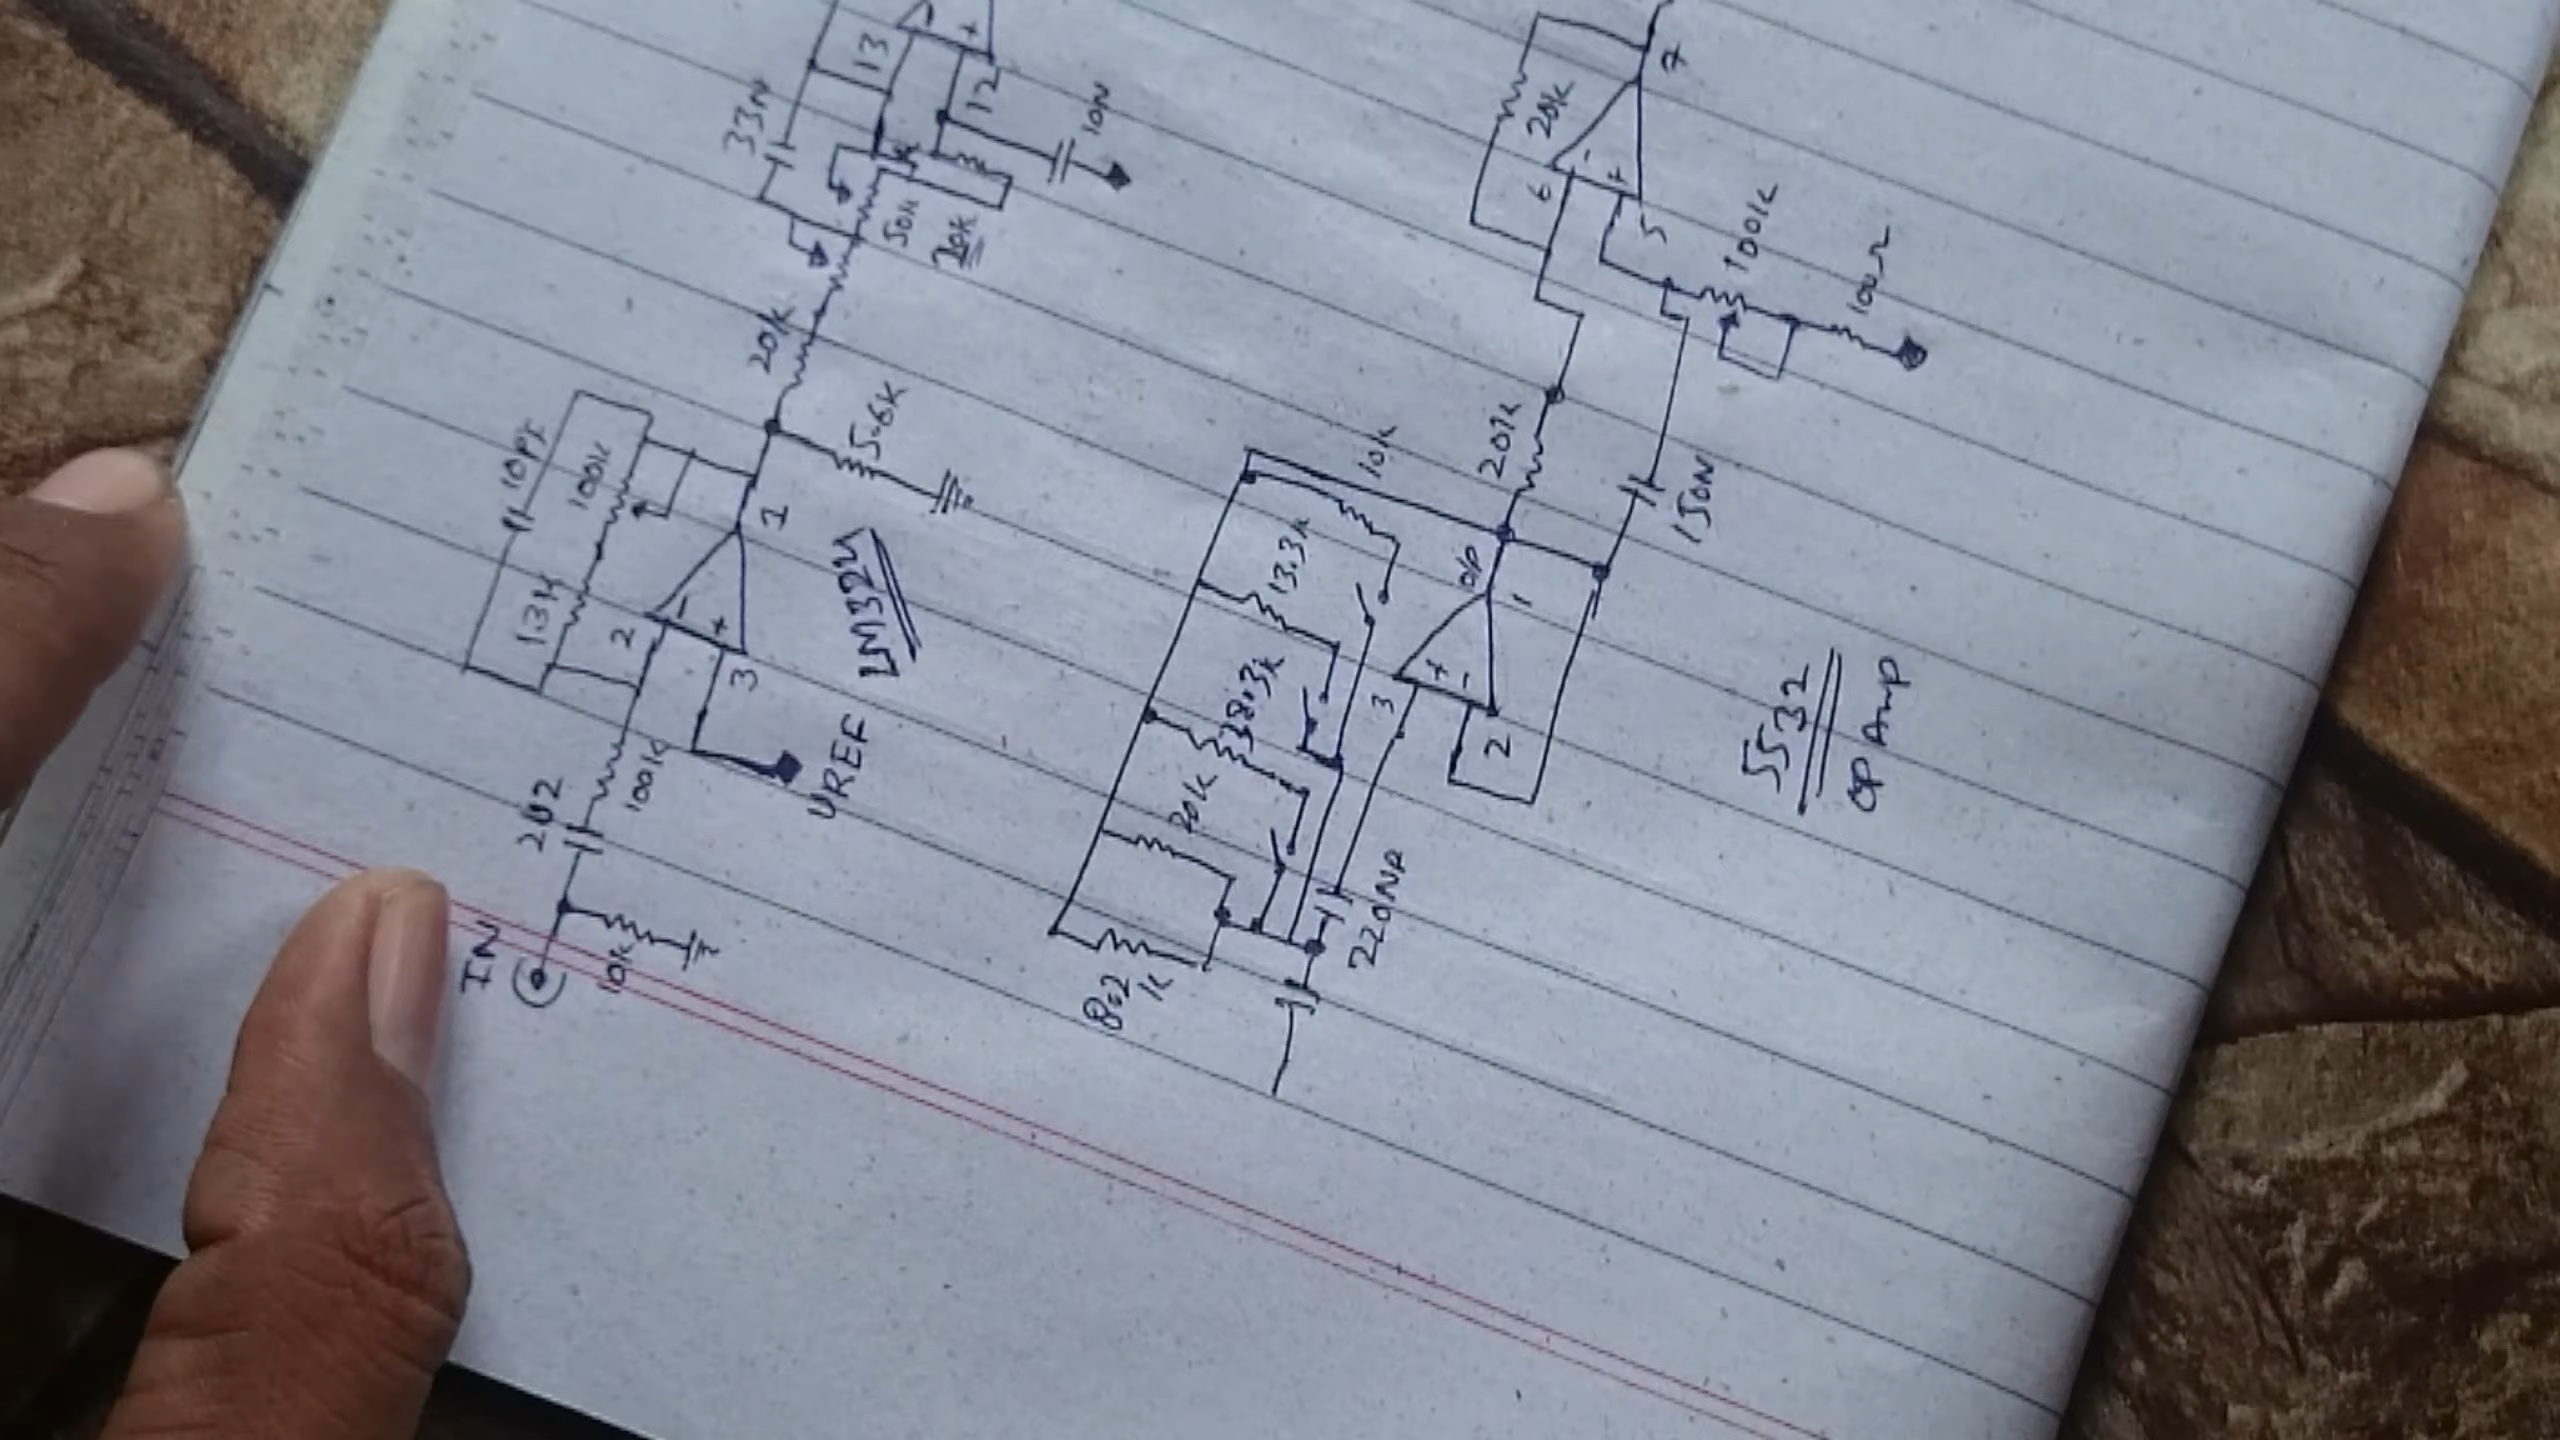 IN
10K
2U2
100K
13K
100K
10PF
2
3
1
VREF
LM324
5.6K
20K
33N
50K
20K
13
12
10N
8.2
1K
20K
38.3K
13.3K
10K
220NP
3
2
1
O/P
20K
150N
6
5
7
20K
100K
100Ω
5532
OP AMP